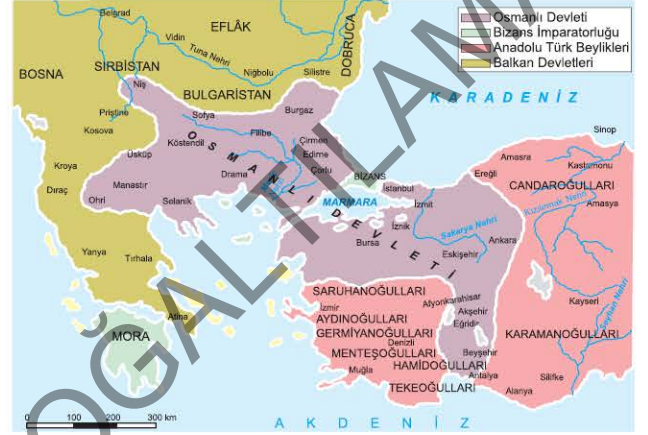 Osmanlı Devleti
Bizans İmparatorluğu
Anadolu Türk Beylikleri
Balkan Devletleri
Belgrad
EFLÂK
Vidin
Tuna Nehri
DOBRUCA
BOSNA
SIRBİSTAN
Niğbolu
Silistre
Niş
BULGARİSTAN
KARADENİZ
Priştine
Sofya
Burgaz
Kosova
Filibe
Çirmen
Sinop
Köstendil
Edirne
Amasra
Kastamonu
Üsküp
Çorlu
Kroya
Drama
BİZANS
Ereğli
CANDAROĞULLARI
Dıraç
Manastır
İstanbul
Kızılırmak Nehri
Ohri
Selanik
MARMARA
İzmit
Amasya
OSMANLI DEVLETİ
İznik
Sakarya Nehri
Bursa
Ankara
Yanya
Tırhala
Eskişehir
SARUHANOĞULLARI
Afyonkarahisar
Kayseri
Seyhan Nehri
Atina
İzmir
Akşehir
AYDINOĞULLARI
Eğridir
MORA
GERMİYANOĞULLARI
KARAMANOĞULLARI
Denizli
MENTEŞOĞULLARI
Beyşehir
HAMİDOĞULLARI
Muğla
Antalya
Silifke
TEKEOĞULLARI
Alanya
0 100 200 300 km
AKDENİZ